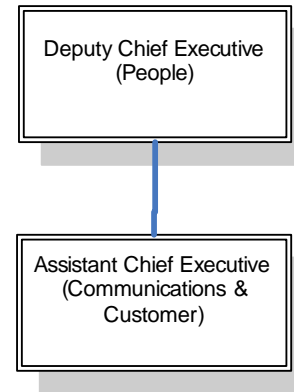 Deputy Chief Executive
(People)
Assistant Chief Executive
(Communications &
Customer)